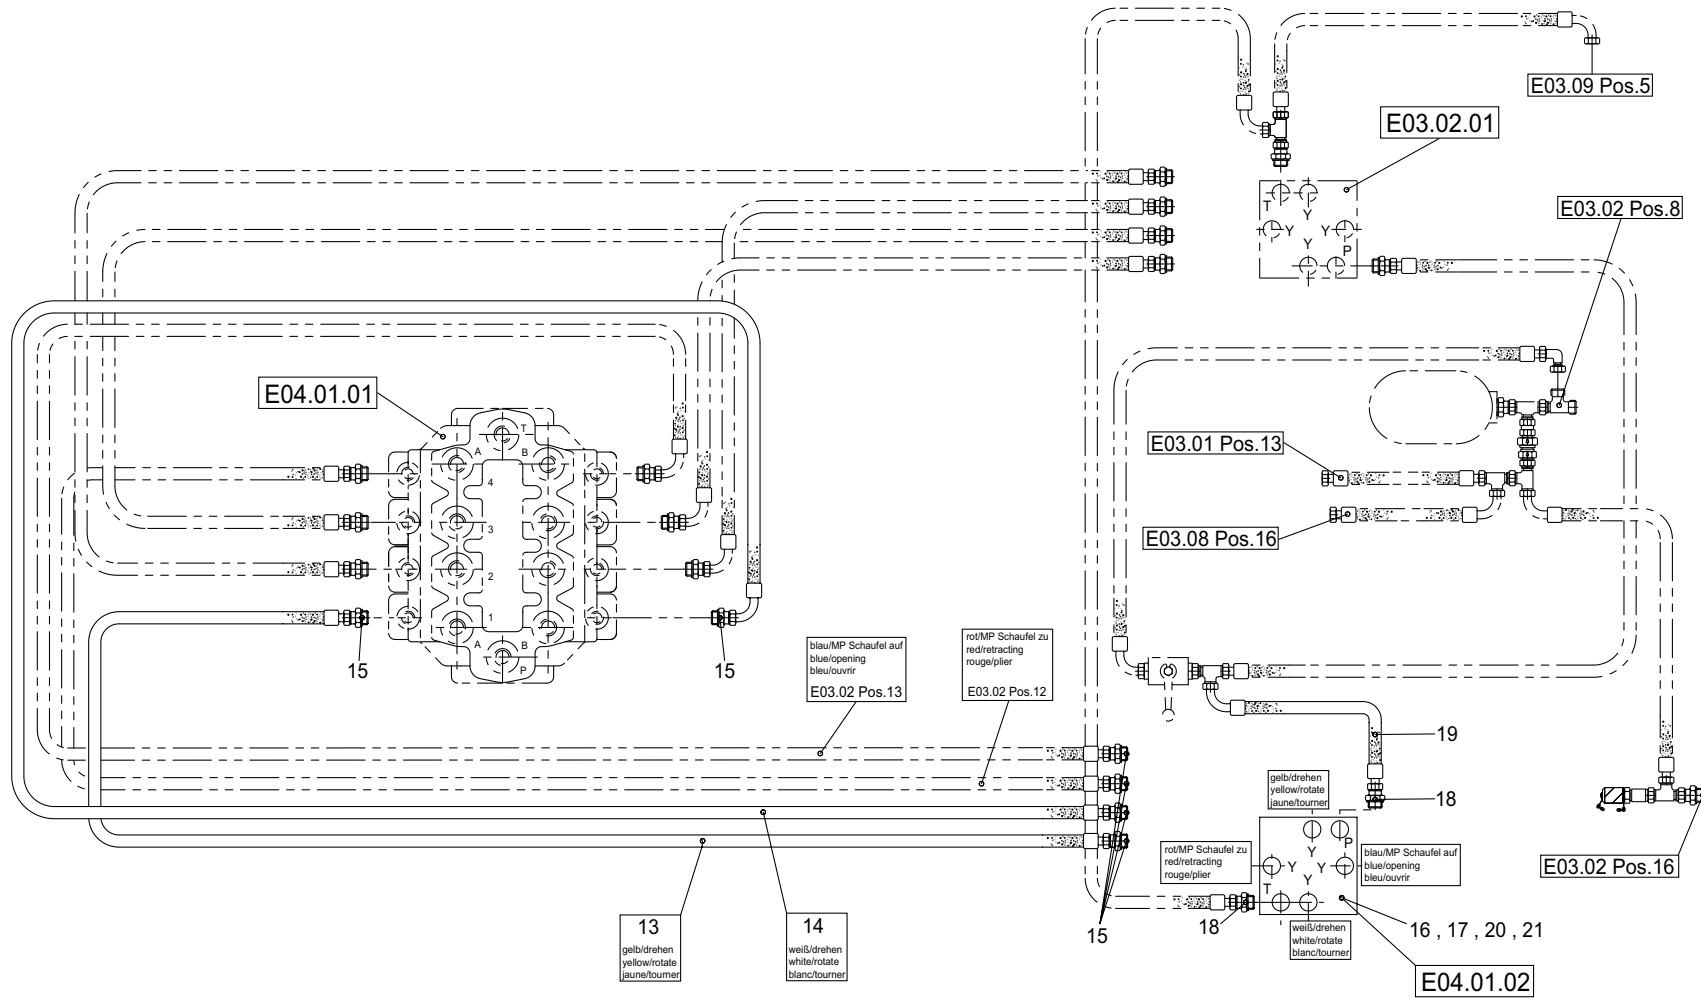 E03.09 Pos.5
E03.02.01
T
Y
Y
Y
Y
P
E03.02 Pos.8
E04.01.01
T
A
B
4
3
2
1
A
B
P
E03.01 Pos.13
E03.08 Pos.16
15
15
blau/MP Schaufel auf
blue/opening
bleu/ouvrir
E03.02 Pos.13
rot/MP Schaufel zu
red/retracting
rouge/plier
E03.02 Pos.12
19
gelb/drehen
yellow/rotate
jaune/tourner
18
P
Y
rot/MP Schaufel zu
red/retracting
rouge/plier
Y
Y
Y
T
blau/MP Schaufel auf
blue/opening
bleu/ouvrir
E03.02 Pos.16
13
gelb/drehen
yellow/rotate
jaune/tourner
14
weiß/drehen
white/rotate
blanc/tourner
15
18
weiß/drehen
white/rotate
blanc/tourner
16 , 17 , 20 , 21
E04.01.02